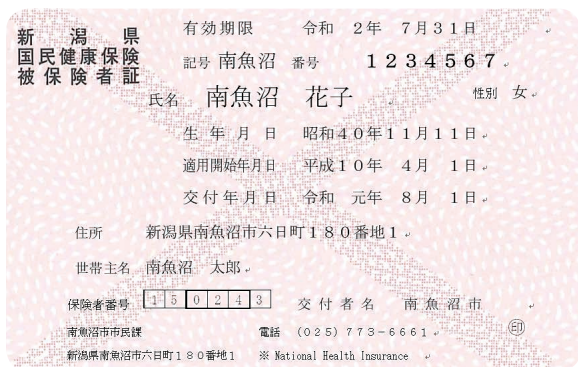 新潟県
国民健康保険
被保険者証
有効期限 令和 2年 7月31日
記号 南魚沼 番号 1234567
氏名 南魚沼 花子 性別 女
生年月日 昭和40年11月11日
適用開始年月日 平成10年 4月 1日
交付年月日 令和 元年 8月 1日
住所 新潟県南魚沼市六日町180番地1
世帯主名 南魚沼 太郎
保険者番号 150243 交付者名 南魚沼市
南魚沼市市民課 電話 (025)773-6661 ㊞
新潟県南魚沼市六日町180番地1 ※ National Health Insurance